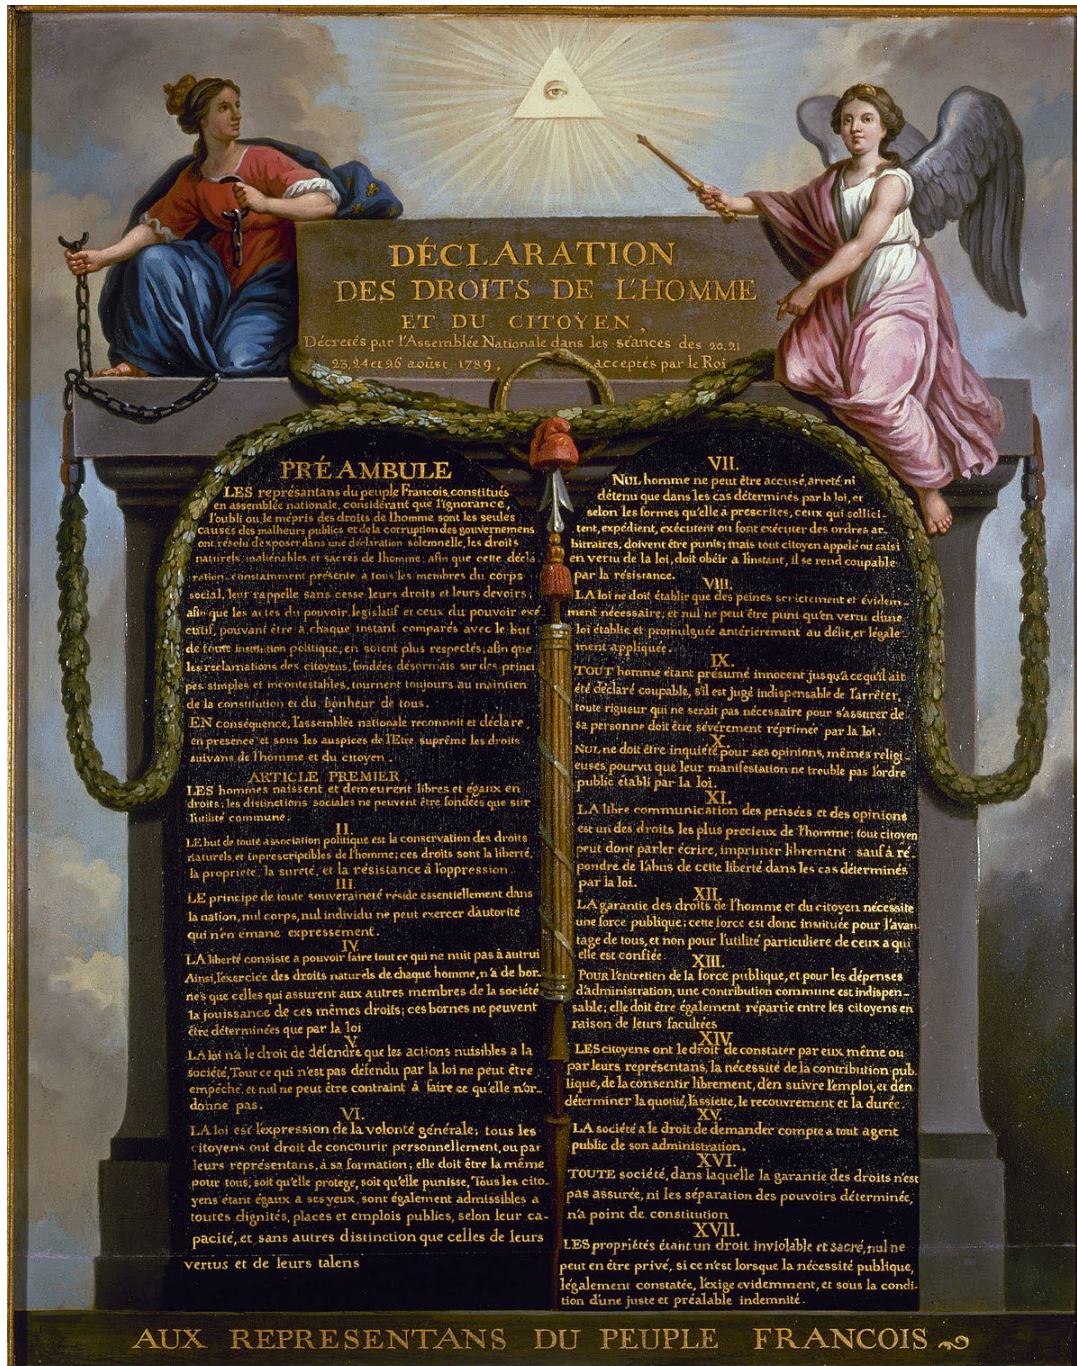 DÉCLARATION
DES DROITS DE L'HOMME
ET DU CITOYEN,
Décretés par l'Assemblée Nationale dans les séances des 20, 21
23, 24 et 26 aoûst 1789, acceptés par le Roi
PRÉAMBULE
LES représentans du peuple Francois, constitués
en assemblée nationale, considérant que l'ignorance,
l'oubli ou le mépris des droits de l'homme sont les seules
causes des malheurs publics et de la corruption des gouvernemens
ont résolu d'exposer, dans une déclaration solemnelle, les droits
naturels, inaliénables et sacrés de l'homme; afin que cette décla
ration, constamment présente a tous les membres du corps
social, leur rappelle sans cesse leurs droits et leurs devoirs;
afin que les actes du pouvoir legislatif et ceux du pouvoir exé
cutif, pouvant être à chaque instant comparés avec le but
de toute institution politique, en soient plus respectés; afin que
les reclamations des citoyens, fondées désormais sur des princi
pes simples et incontestables, tournent toujours au maintien
de la constitution et du bonheur de tous.
EN conséquence, l'assemblée nationale reconnoit et déclare
en presence et sous les auspices de l'Etre suprême les droits
suivans de l'homme et du citoyen.
ARTICLE PREMIER
LES hommes naissent et demeurent libres et égaux en
droits; les distinctions sociales ne peuvent être fondées que sur
l'utilité commune.
II.
LE but de toute association politique est la conservation des droits
naturels et inprescriptibles de l'homme; ces droits sont la liberté,
la propriété, la sureté, et la résistance à l'oppression.
III
LE principe de toute souveraineté réside essentiellement dans
la nation, nul corps, nul individu ne peut exercer d'autorité
qui n'en émane expressement.
IV
LA liberté consiste a pouvoir faire tout ce qui ne nuit pas à autrui
Ainsi, l'exercice des droits naturels de chaque homme, n'a de bor-
nes que celles qui assurent aux autres membres de la société
la jouissance de ces mêmes droits; ces bornes ne peuvent
être déterminées que par la loi
V
LA loi n'a le droit de défendre que les actions nuisibles a la
société, Tout ce qui n'est pas défendu par la loi ne peut être
empêché, et nul ne peut être contraint à faire ce qu'elle n'or-
donne pas.
VI.
LA loi est l'expression de la volonté générale; tous les
citoyens ont droit de concourir personnellement, ou par
leurs représentans, à sa formation; elle doit être la même
pour tous, soit qu'elle protege, soit qu'elle punisse, Tous les cito-
yens étant égaux a ses yeux, sont également admissibles a
toutes dignités, places et emplois publics, selon leur ca-
pacité, et sans autres distinction que celles de leurs
vertus et de leurs talens
VII.
NUL homme ne peut être accusé, arreté, ni
détenu que dans les cas déterminés par la loi, et
selon les formes qu'elle à prescrites, ceux qui sollici-
tent, expédient, exécutent ou font exécuter des ordres ar-
bitraires, doivent être punis; mais tout citoyen appelé ou saisi
en vertu de la loi, doit obéir a l'instant, il se rend coupable
par la résistance.
VIII.
LA loi ne doit établir que des peines strictement et évidem-
ment nécessaire, et nul ne peut être puni qu'en vertu d'une
loi établie et promulguée antérierement au délit, et légale
ment appliquée.
IX.
TOUT homme étant présumé innocent jusqu'a ce qu'il ait
été déclaré coupable, s'il est jugé indispensable de l'arrêter,
toute rigueur qui ne serait pas nécessaire pour s'assurer de
sa personne doit être sévèrement réprimée par la loi.
X.
NUL ne doit être inquiété pour ses opinions, mêmes religi-
euses, pourvu que leur manifestation ne trouble pas l'ordre
public établi par la loi.
XI.
LA libre communication des pensées et des opinions
est un des droits les plus precieux de l'homme; tout citoyen
peut donc parler écrire, imprimer librement: sauf à ré
pondre de l'abus de cette liberté dans les cas déterminés
par la loi.
XII.
LA garantie des droits de l'homme et du citoyen nécessite
une force publique; cette force est donc instituée pour l'avan
tage de tous, et non pour l'utilité particuliere de ceux a qui
elle est confiée
XIII.
POUR l'entretien de la force publique, et pour les dépenses
d'administration, une contribution commune est indispen-
sable; elle doit être également répartie entre les citoyens en
raison de leurs facultées
XIV.
LES citoyens ont le droit de constater par eux même ou
par leurs représentans, la nécessité de la contribution pub-
lique, de la consentir librement, d'en suivre l'emploi, et d'en
déterminer la quotité, l'assiette, le recouvrement et la durée.
XV.
LA société a le droit de demander compte a tout agent
public de son administration.
XVI.
TOUTE société, dans laquelle la garantie des droits n'est
pas assurée, ni les séparation des pouvoirs déterminée,
n'a point de constitution
XVII.
LES propriétés étant un droit inviolable et sacré, nul ne
peut en être privé, si ce n'est lorsque la nécessité publique,
légalement constatée, l'exige evidemment, et sous la condi-
tion d'une juste et préalable indemnité.
AUX REPRESENTANS DU PEUPLE FRANCOIS